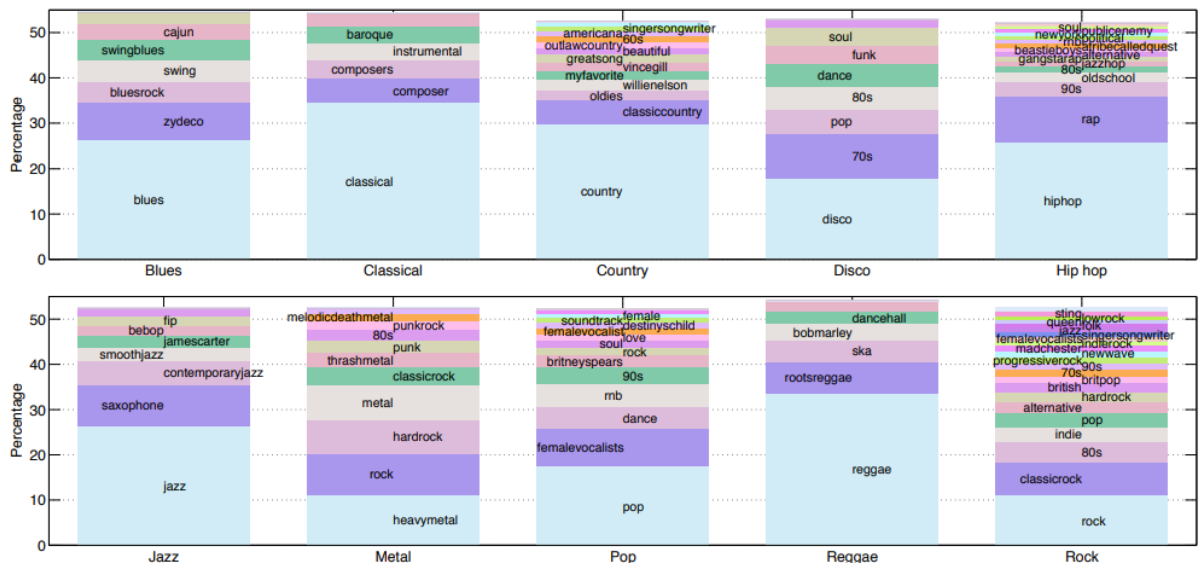 Percentage
50
40
30
20
10
0
cajun
swingblues
swing
bluesrock
zydeco
blues
Blues
baroque
instrumental
composers
composer
classical
Classical
singersongwriter
americana
60s
outlawcountry
beautiful
greatsong
vincegill
myfavorite
willienelson
oldies
classiccountry
country
Country
soul
funk
dance
80s
pop
70s
disco
Disco
soul
publicenemy
newyork
political
rnb
atribecalledquest
beastieboys
alternative
gangstarap
jazzhop
80s
oldschool
90s
rap
hiphop
Hip hop
Percentage
50
40
30
20
10
0
fip
bebop
jamescarter
smoothjazz
contemporaryjazz
saxophone
jazz
Jazz
melodicdeathmetal
punkrock
80s
punk
thrashmetal
classicrock
metal
hardrock
rock
heavymetal
Metal
female
soundtrack
destinyschild
femalevocalist
love
soul
rock
britneyspears
90s
rnb
dance
femalevocalists
pop
Pop
dancehall
bobmarley
ska
rootsreggae
reggae
Reggae
sting
queen
folk
jazz
singersongwriter
femalevocalists
indierock
madchester
newwave
progressiverock
90s
70s
britpop
british
hardrock
alternative
pop
indie
80s
classicrock
rock
Rock